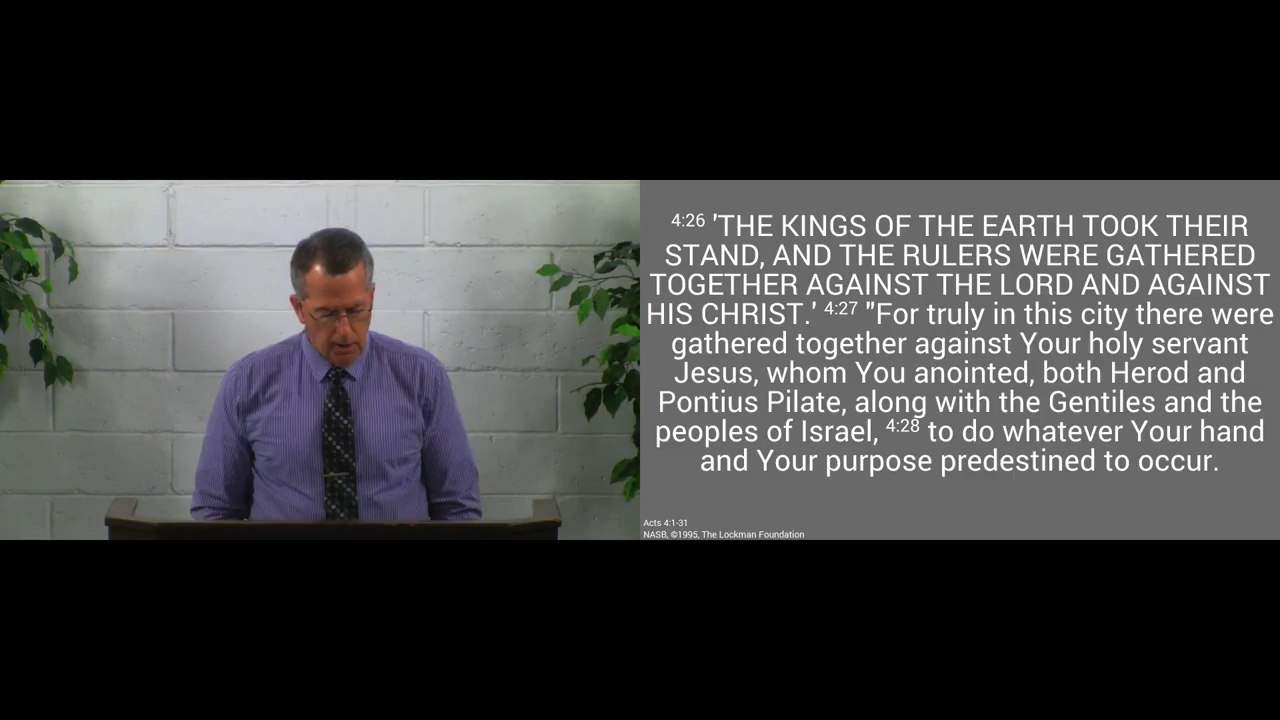 4:26 'THE KINGS OF THE EARTH TOOK THEIR
STAND, AND THE RULERS WERE GATHERED
TOGETHER AGAINST THE LORD AND AGAINST
HIS CHRIST.' 4:27 "For truly in this city there were
gathered together against Your holy servant
Jesus, whom You anointed, both Herod and
Pontius Pilate, along with the Gentiles and the
peoples of Israel, 4:28 to do whatever Your hand
and Your purpose predestined to occur.
Acts 4:1-31
NASB, ©1995, The Lockman Foundation